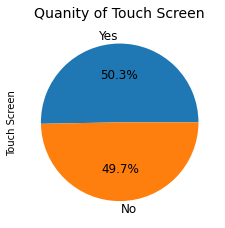 Quanity of Touch Screen
Yes
50.3%
Touch Screen
49.7%
No